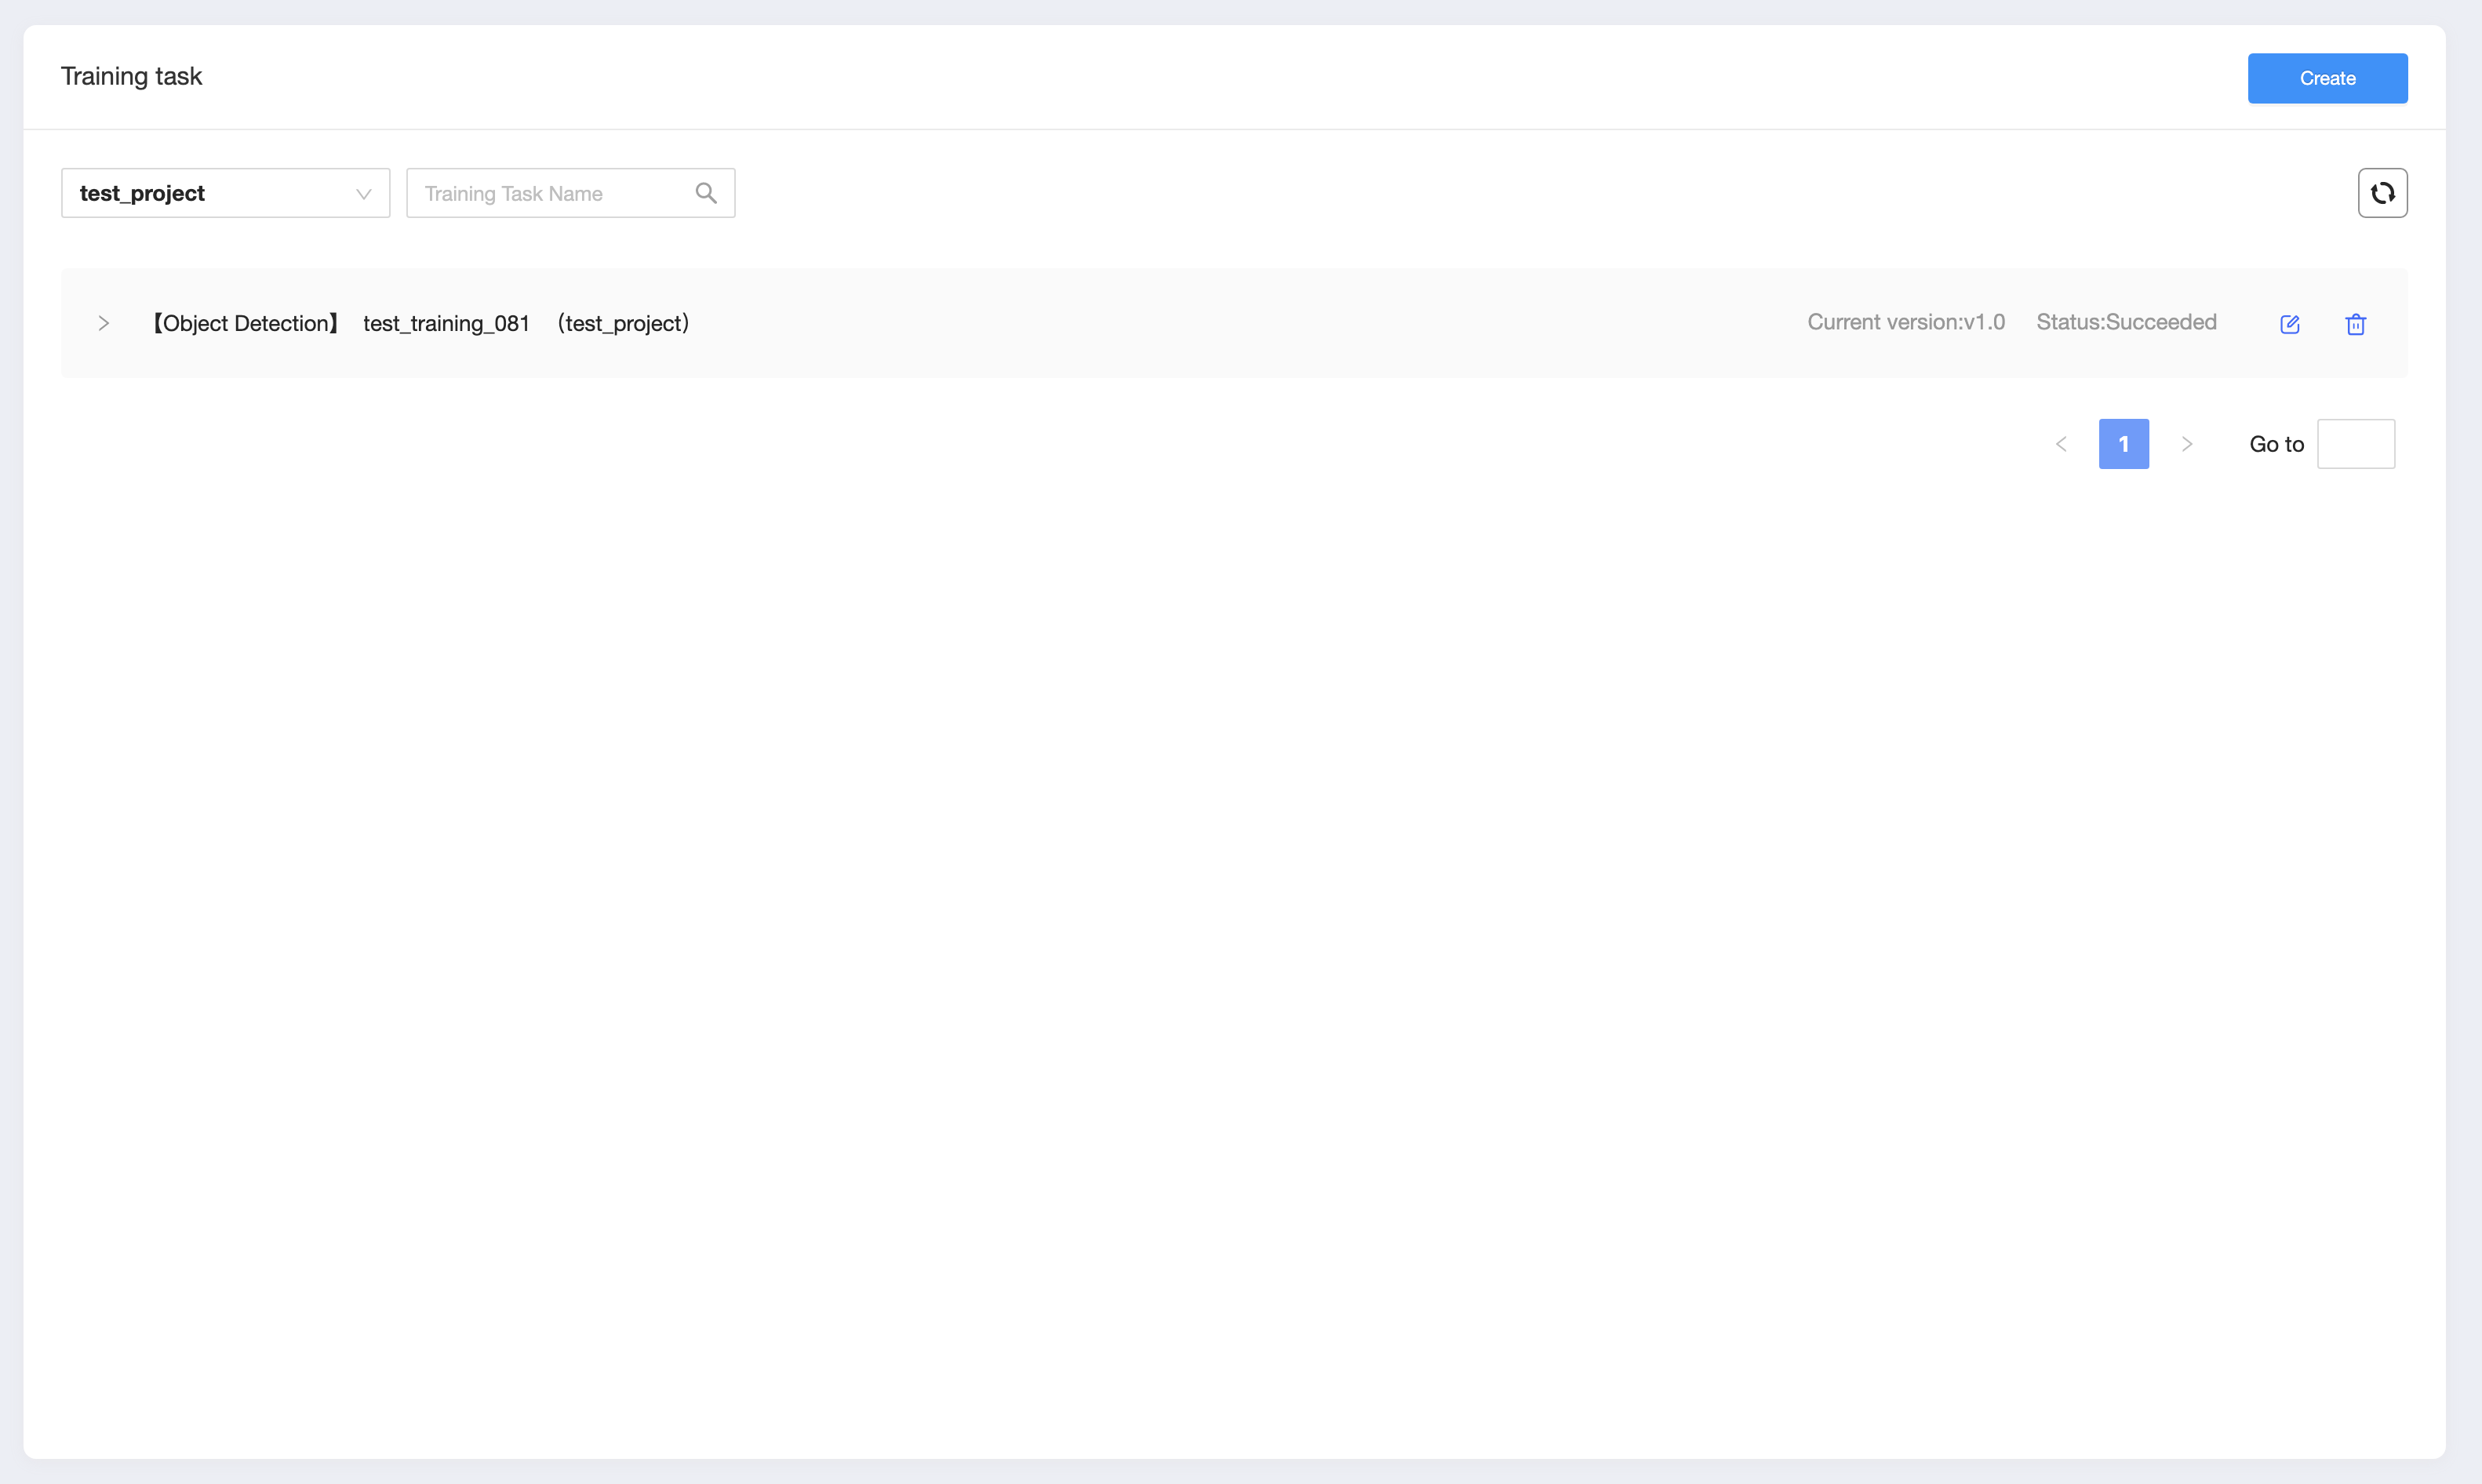 Training task
Create
test_project
Training Task Name
【Object Detection】 test_training_081 （test_project） Current version:v1.0 Status:Succeeded
1 Go to